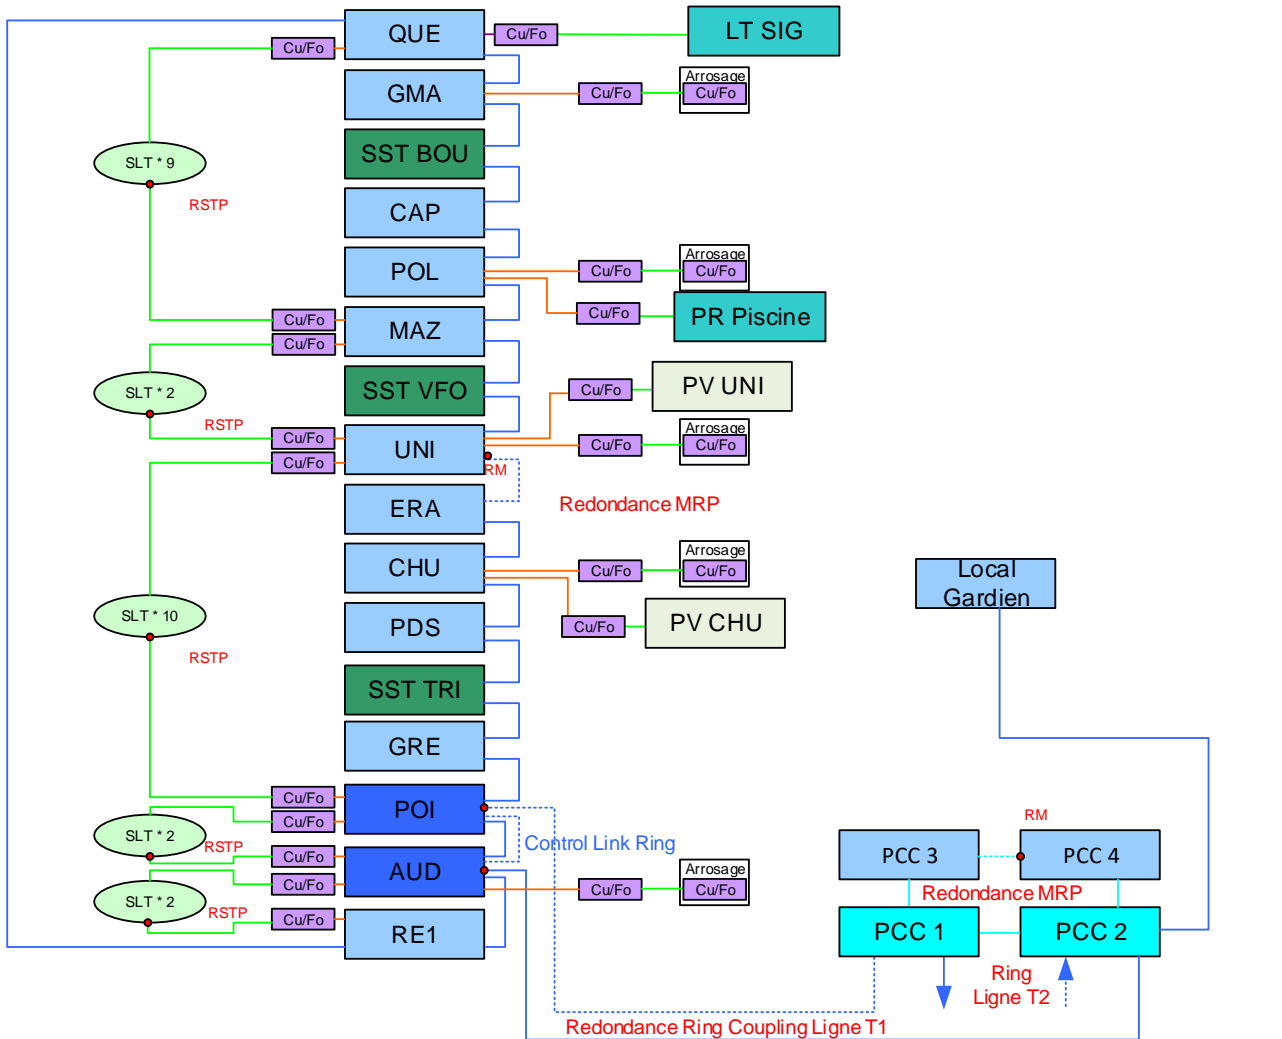 QUE
Cu/Fo
LT SIG
Cu/Fo
GMA
Arrosage
Cu/Fo
Cu/Fo
SST BOU
SLT * 9
RSTP
CAP
POL
Cu/Fo
Arrosage
Cu/Fo
Cu/Fo
PR Piscine
Cu/Fo
MAZ
Cu/Fo
SST VFO
SLT * 2
RSTP
Cu/Fo
PV UNI
Cu/Fo
UNI
Cu/Fo
Arrosage
Cu/Fo
Cu/Fo
RM
ERA
Redondance MRP
CHU
Cu/Fo
Arrosage
Cu/Fo
Local
Gardien
SLT * 10
RSTP
PDS
Cu/Fo
PV CHU
SST TRI
GRE
Cu/Fo
POI
Cu/Fo
SLT * 2
RSTP
Control Link Ring
RM
PCC 3
PCC 4
Cu/Fo
AUD
Cu/Fo
Cu/Fo
Arrosage
Cu/Fo
Redondance MRP
SLT * 2
RSTP
Cu/Fo
RE1
PCC 1
PCC 2
Ring
Ligne T2
Redondance Ring Coupling Ligne T1